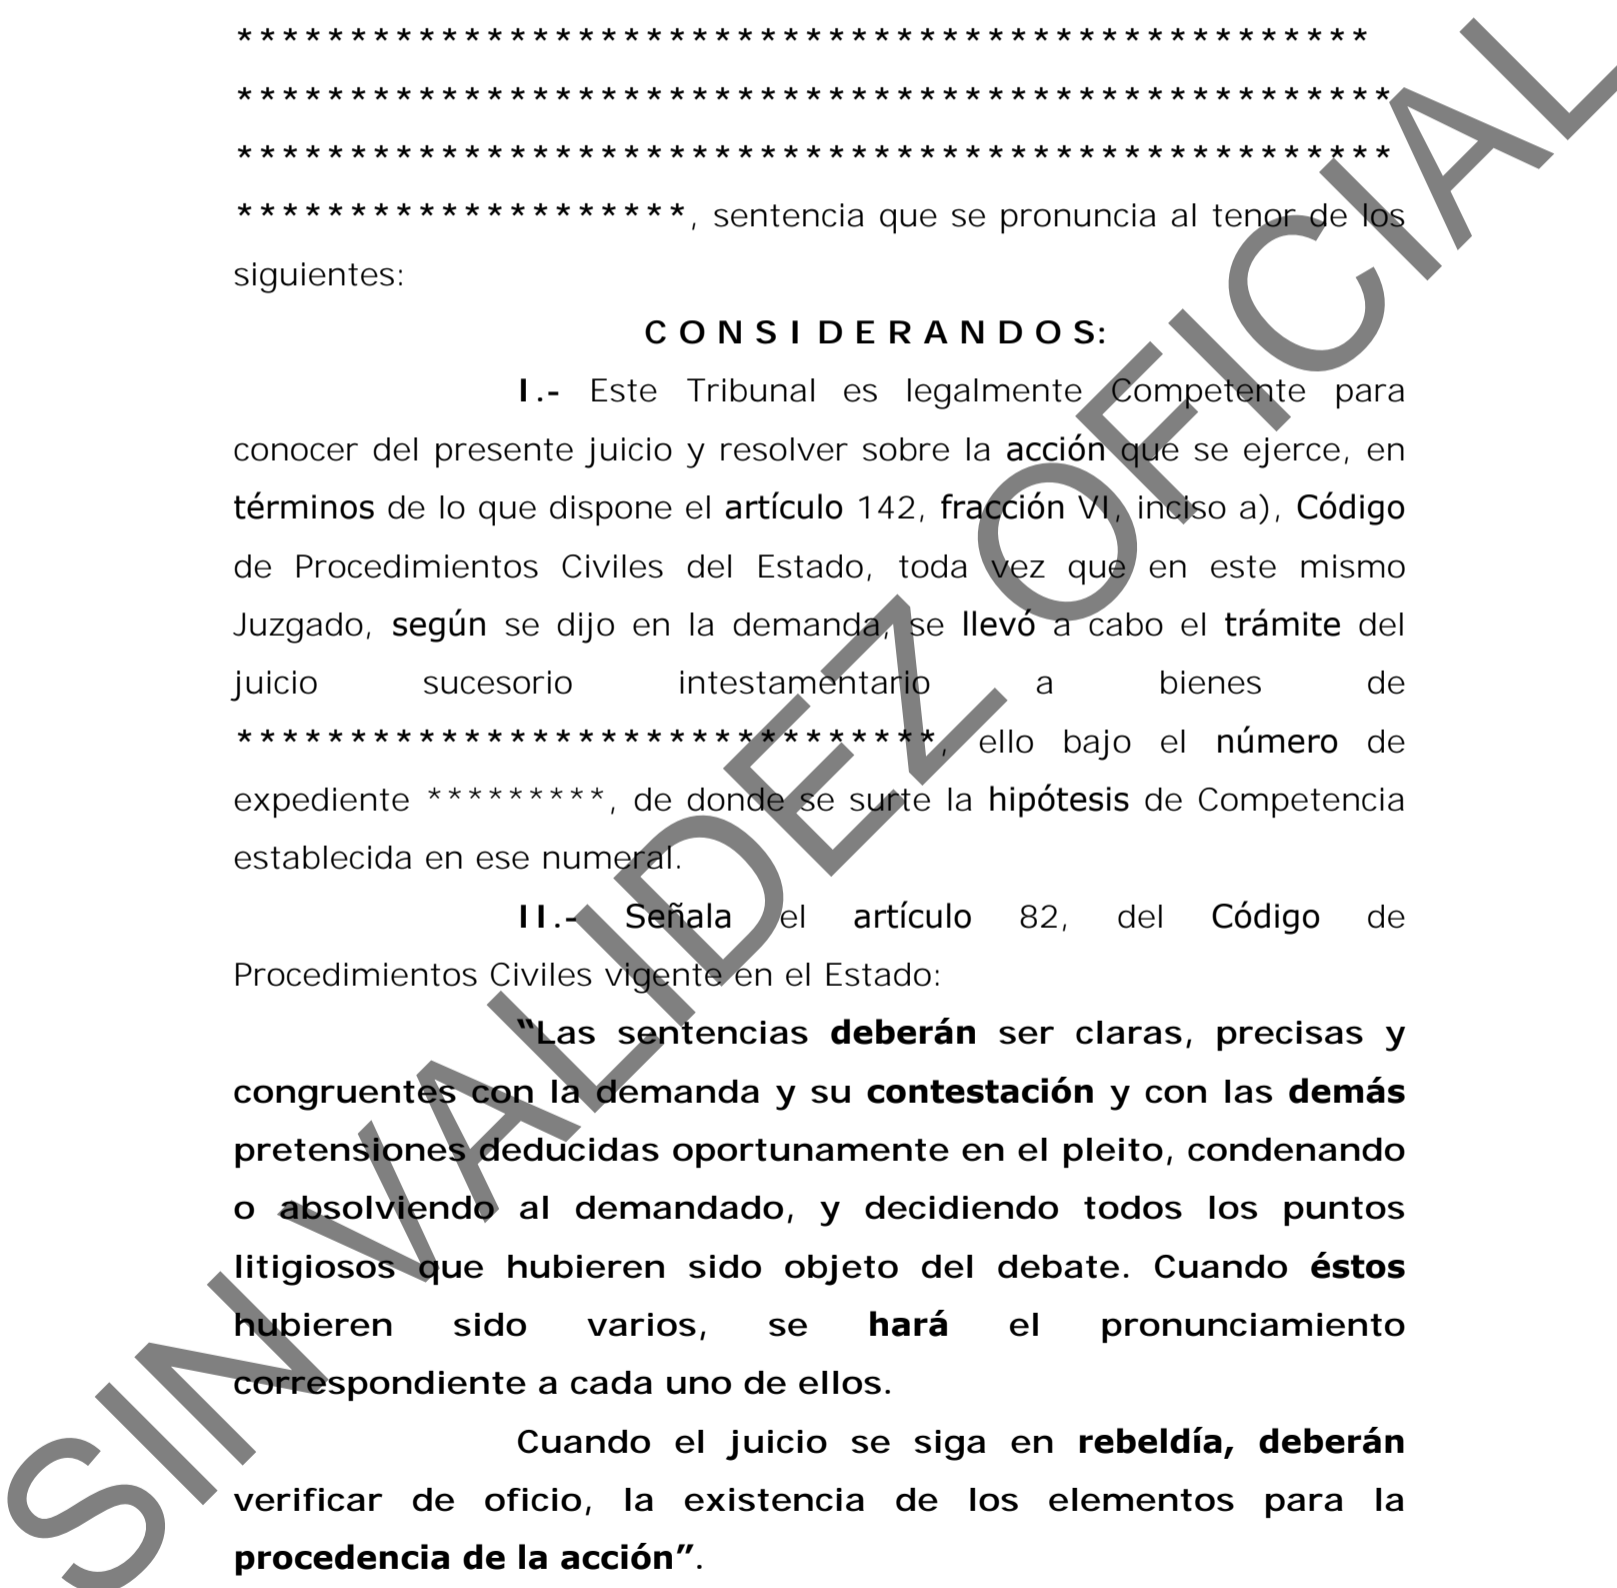 **************************************************
***************************************************
***************************************************
********************, sentencia que se pronuncia al tenor de los
siguientes:
C O N S I D E R A N D O S:
I.- Este Tribunal es legalmente Competente para
conocer del presente juicio y resolver sobre la acción que se ejerce, en
términos de lo que dispone el artículo 142, fracción VI, inciso a), Código
de Procedimientos Civiles del Estado, toda vez que en este mismo
Juzgado, según se dijo en la demanda, se llevó a cabo el trámite del
juicio sucesorio intestamentario a bienes de
*******************************, ello bajo el número de
expediente *********, de donde se surte la hipótesis de Competencia
establecida en ese numeral.
II.- Señala el artículo 82, del Código de
Procedimientos Civiles vigente en el Estado:
"Las sentencias deberán ser claras, precisas y
congruentes con la demanda y su contestación y con las demás
pretensiones deducidas oportunamente en el pleito, condenando
o absolviendo al demandado, y decidiendo todos los puntos
litigiosos que hubieren sido objeto del debate. Cuando éstos
hubieren sido varios, se hará el pronunciamiento
correspondiente a cada uno de ellos.
Cuando el juicio se siga en rebeldía, deberán
verificar de oficio, la existencia de los elementos para la
procedencia de la acción".
SIN VALIDEZ OFICIAL